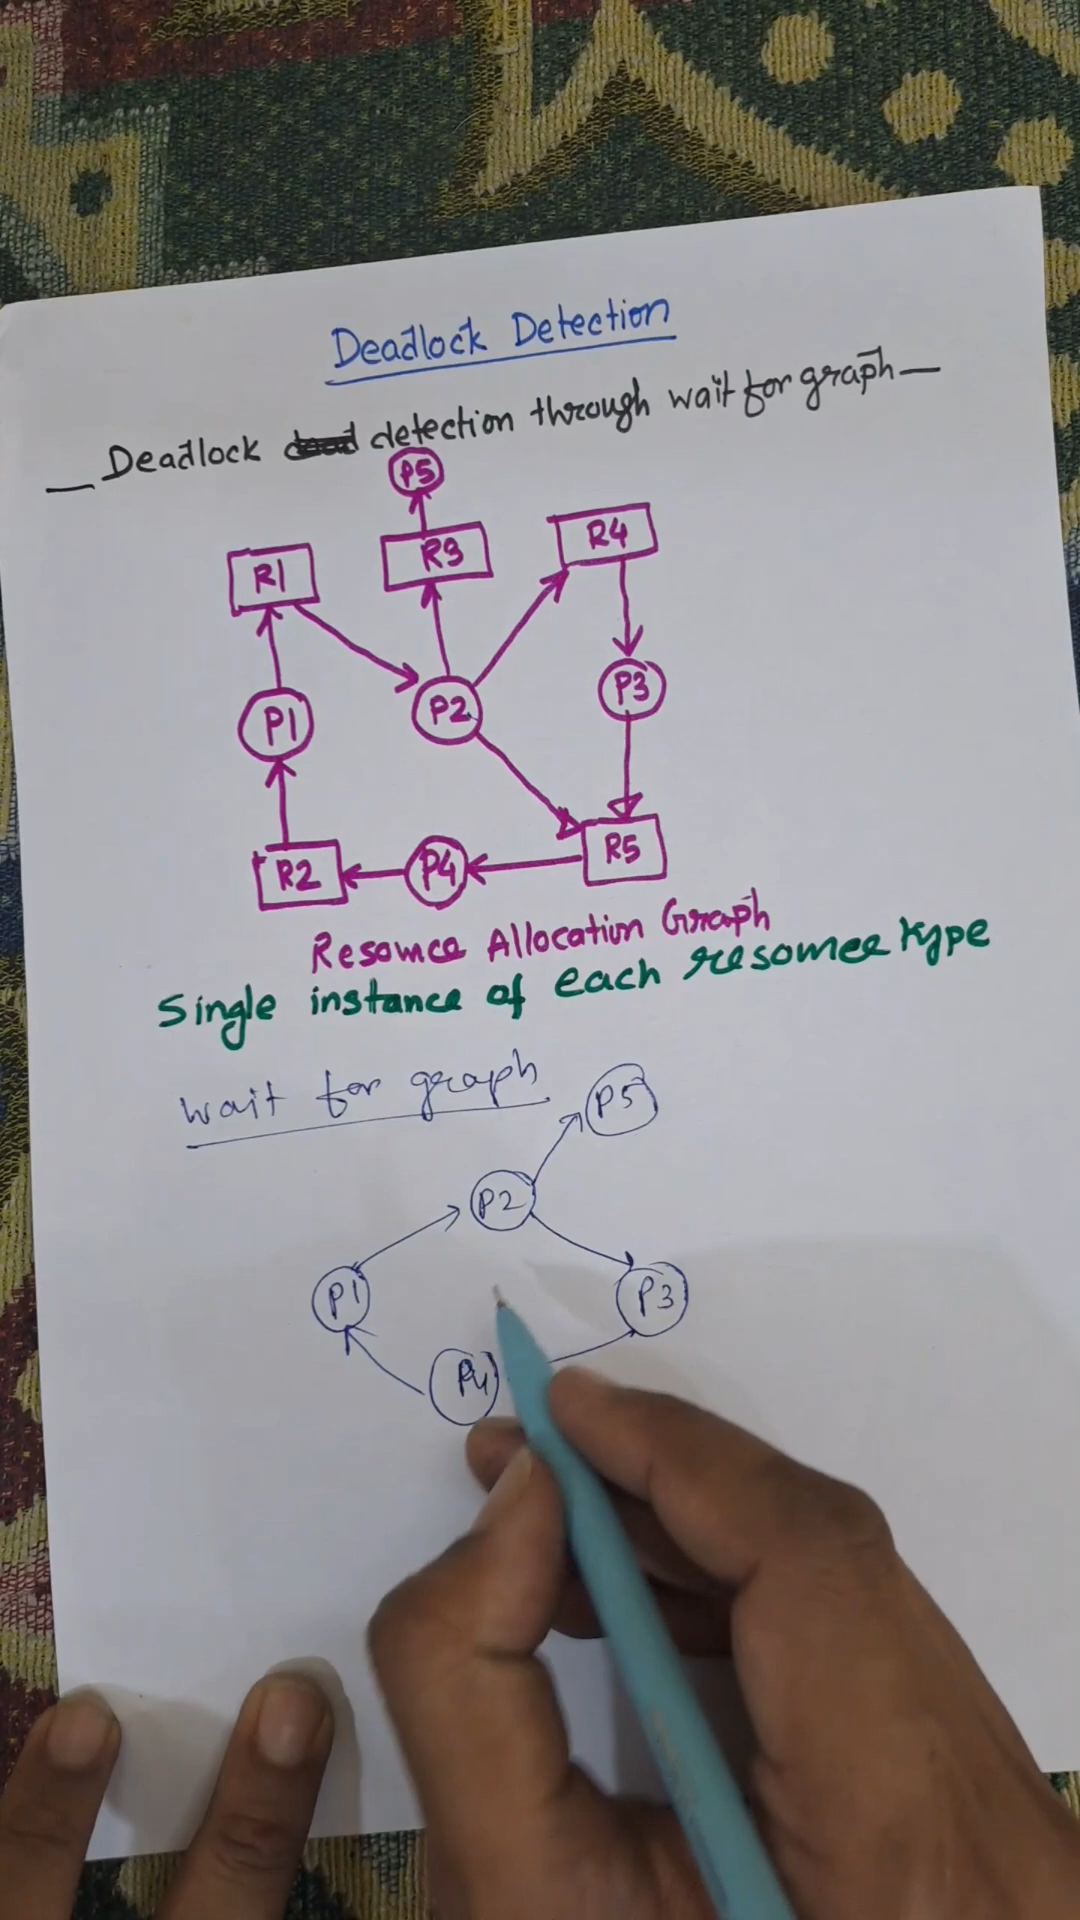 Deadlock Detection
Deadlock detection through wait for graph
P5
R1 R3 R4
P1 P2 P3
R2 P4 R5
Resource Allocation Graph
Single instance of each resource type
wait for graph
P5
P2
P1 P3
P4